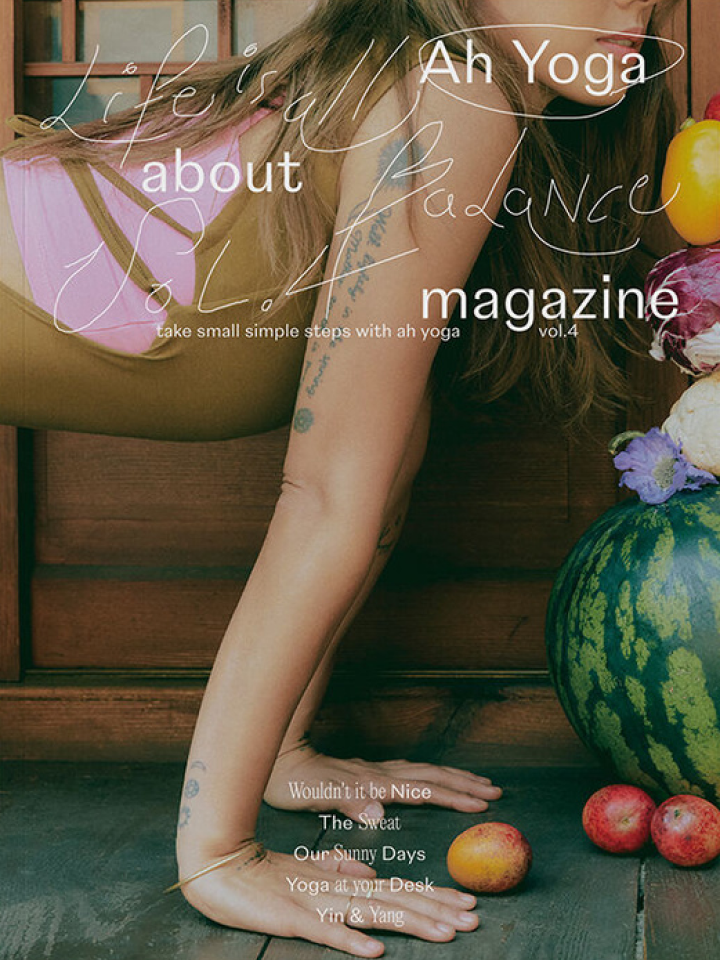 Life is all Ah Yoga
about Balance
Vol.4 magazine
take small simple steps with ah yoga vol.4
Wouldn't it be Nice
The Sweat
Our Sunny Days
Yoga at your Desk
Yin & Yang